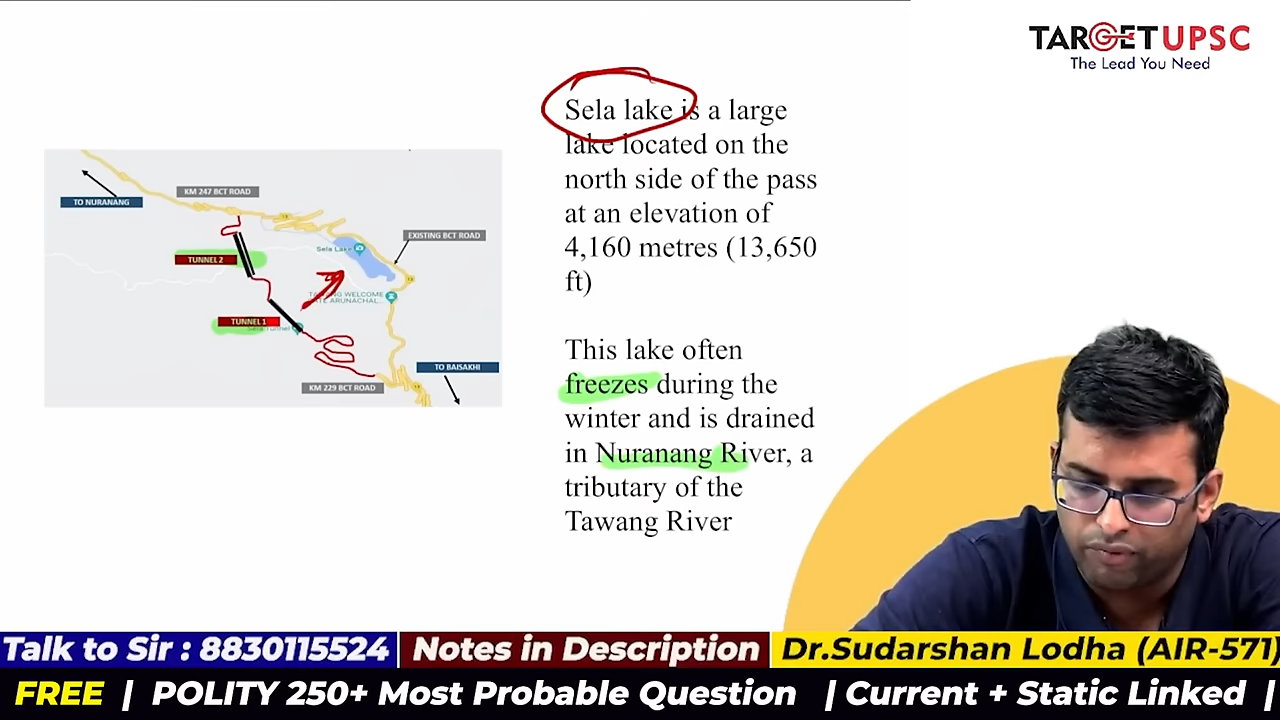 TARGETUPSC
The Lead You Need
Sela lake is a large
lake located on the
north side of the pass
at an elevation of
4,160 metres (13,650
ft)
This lake often
freezes during the
winter and is drained
in Nuranang River, a
tributary of the
Tawang River
KM 247 BCT ROAD
TO NURANANG
EXISTING BCT ROAD
Sela Lake
TUNNEL 2
WELCOME
ARUNACHAL...
TUNNEL 1
Sela Tunnel
TO BAISAKHI
KM 229 BCT ROAD
Talk to Sir : 8830115524
Notes in Description
Dr.Sudarshan Lodha (AIR-571)
FREE | POLITY 250+ Most Probable Question | Current + Static Linked |